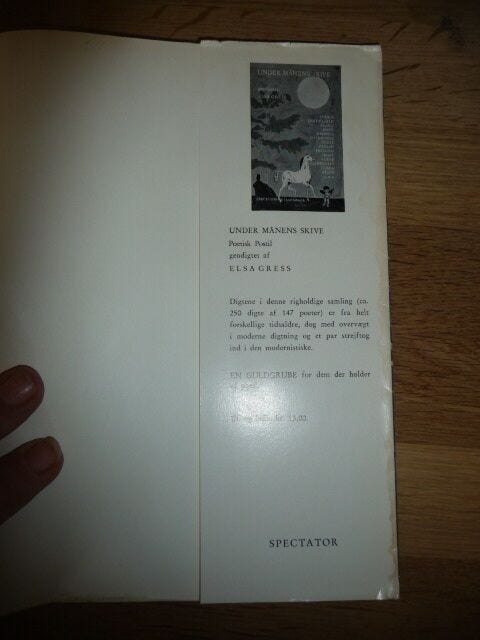 UNDER MÅNENS SKIVE
UNDER MÅNENS SKIVE
Poetisk Postil
gendigtet af
ELSA GRESS
Digtene i denne righoldige samling (ca.
250 digte af 147 poeter) er fra helt
forskellige tidsaldre, dog med overvægt
i moderne digtning og et par strejftog
ind i den modernistiske.
EN GULDGRUBE for dem der holder
af
kr.
SPECTATOR